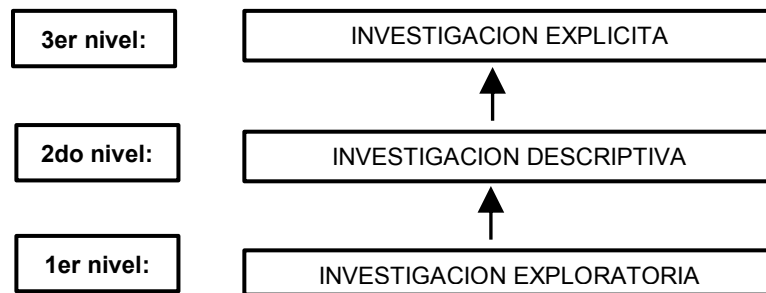 3er nivel: INVESTIGACION EXPLICITA
2do nivel: INVESTIGACION DESCRIPTIVA
1er nivel: INVESTIGACION EXPLORATORIA